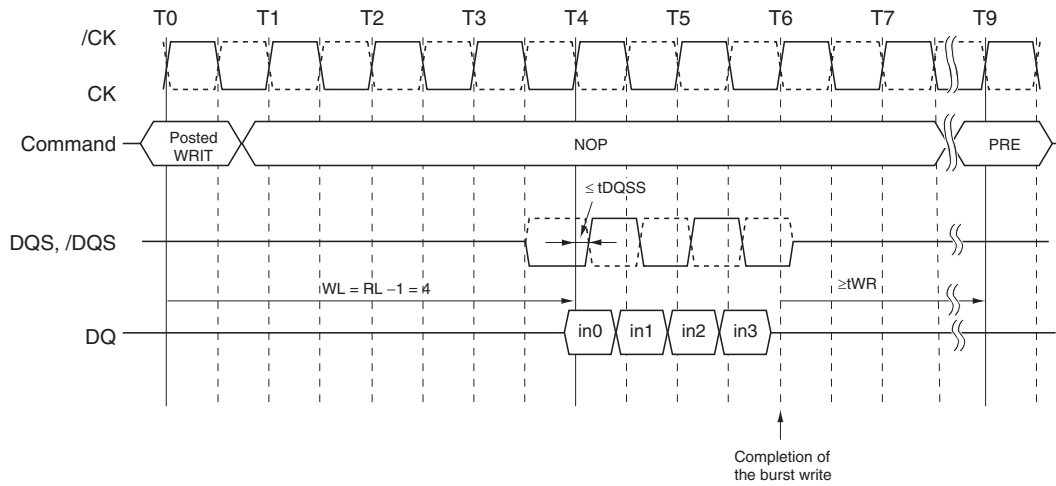 T0 T1 T2 T3 T4 T5 T6 T7 T9
/CK
CK
Command
Posted
WRIT
NOP
PRE
≤ tDQSS
DQS, /DQS
WL = RL −1 = 4
≥tWR
DQ
in0 in1 in2 in3
Completion of
the burst write